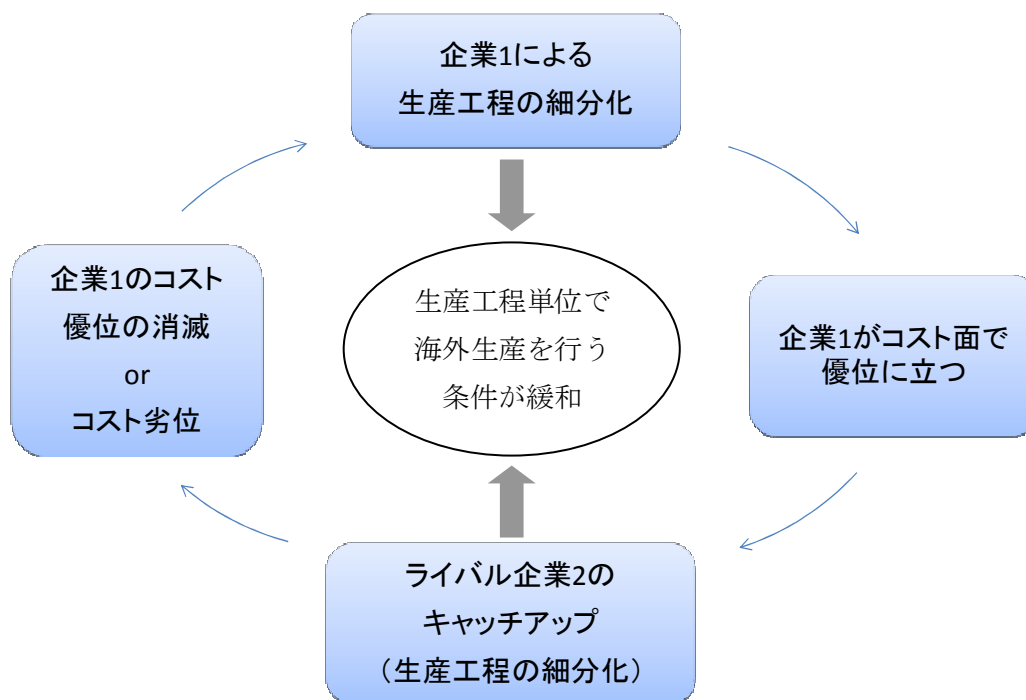 企業1による
生産工程の細分化
企業1がコスト面で
優位に立つ
ライバル企業2の
キャッチアップ
（生産工程の細分化）
企業1のコスト
優位の消滅
or
コスト劣位
生産工程単位で
海外生産を行う
条件が緩和